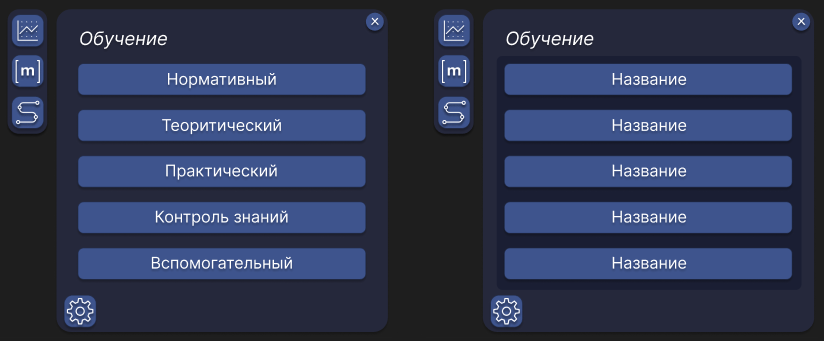 Обучение
Нормативный
Теоритический
Практический
Контроль знаний
Вспомогательный
[m]
Обучение
Название
Название
Название
Название
Название
[m]